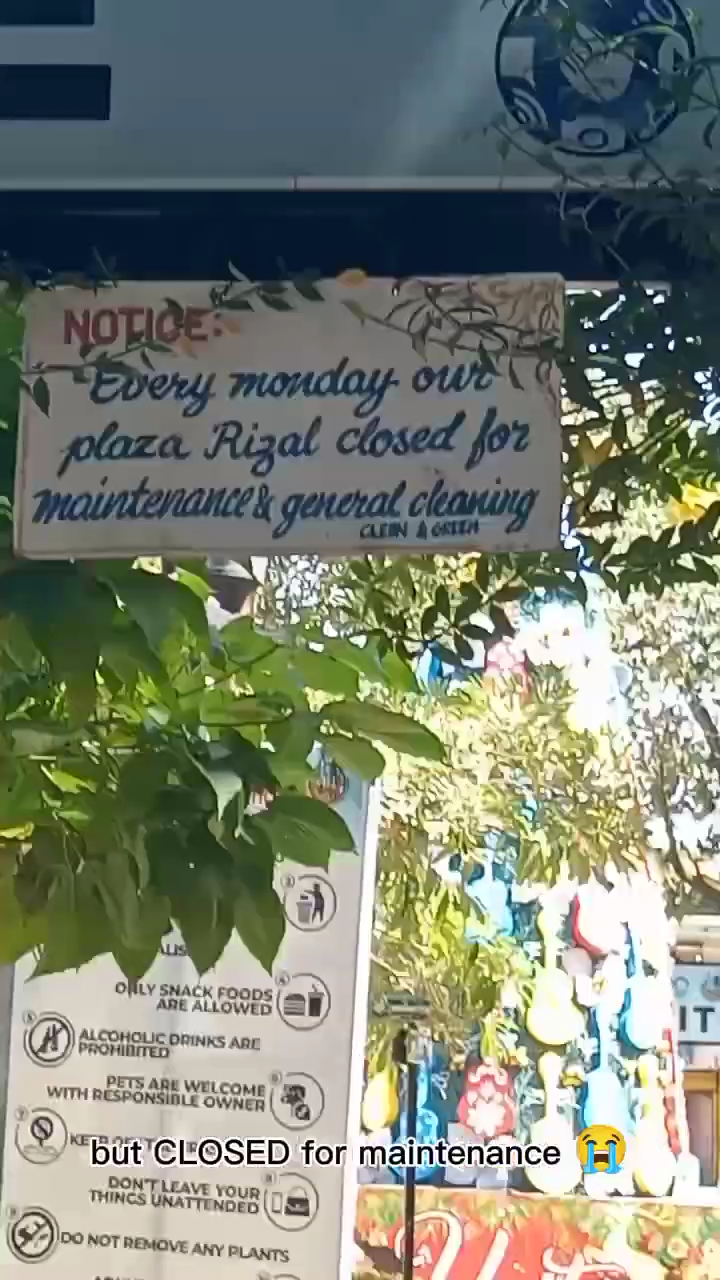 NOTICE:
Every monday our
plaza Rizal closed for
maintenance & general cleaning
CLEAN & GREEN
ONLY SNACK FOODS
ARE ALLOWED
ALCOHOLIC DRINKS ARE
PROHIBITED
PETS ARE WELCOME
WITH RESPONSIBLE OWNER
but CLOSED for maintenance 😭
DON'T LEAVE YOUR
THINGS UNATTENDED
DO NOT REMOVE ANY PLANTS